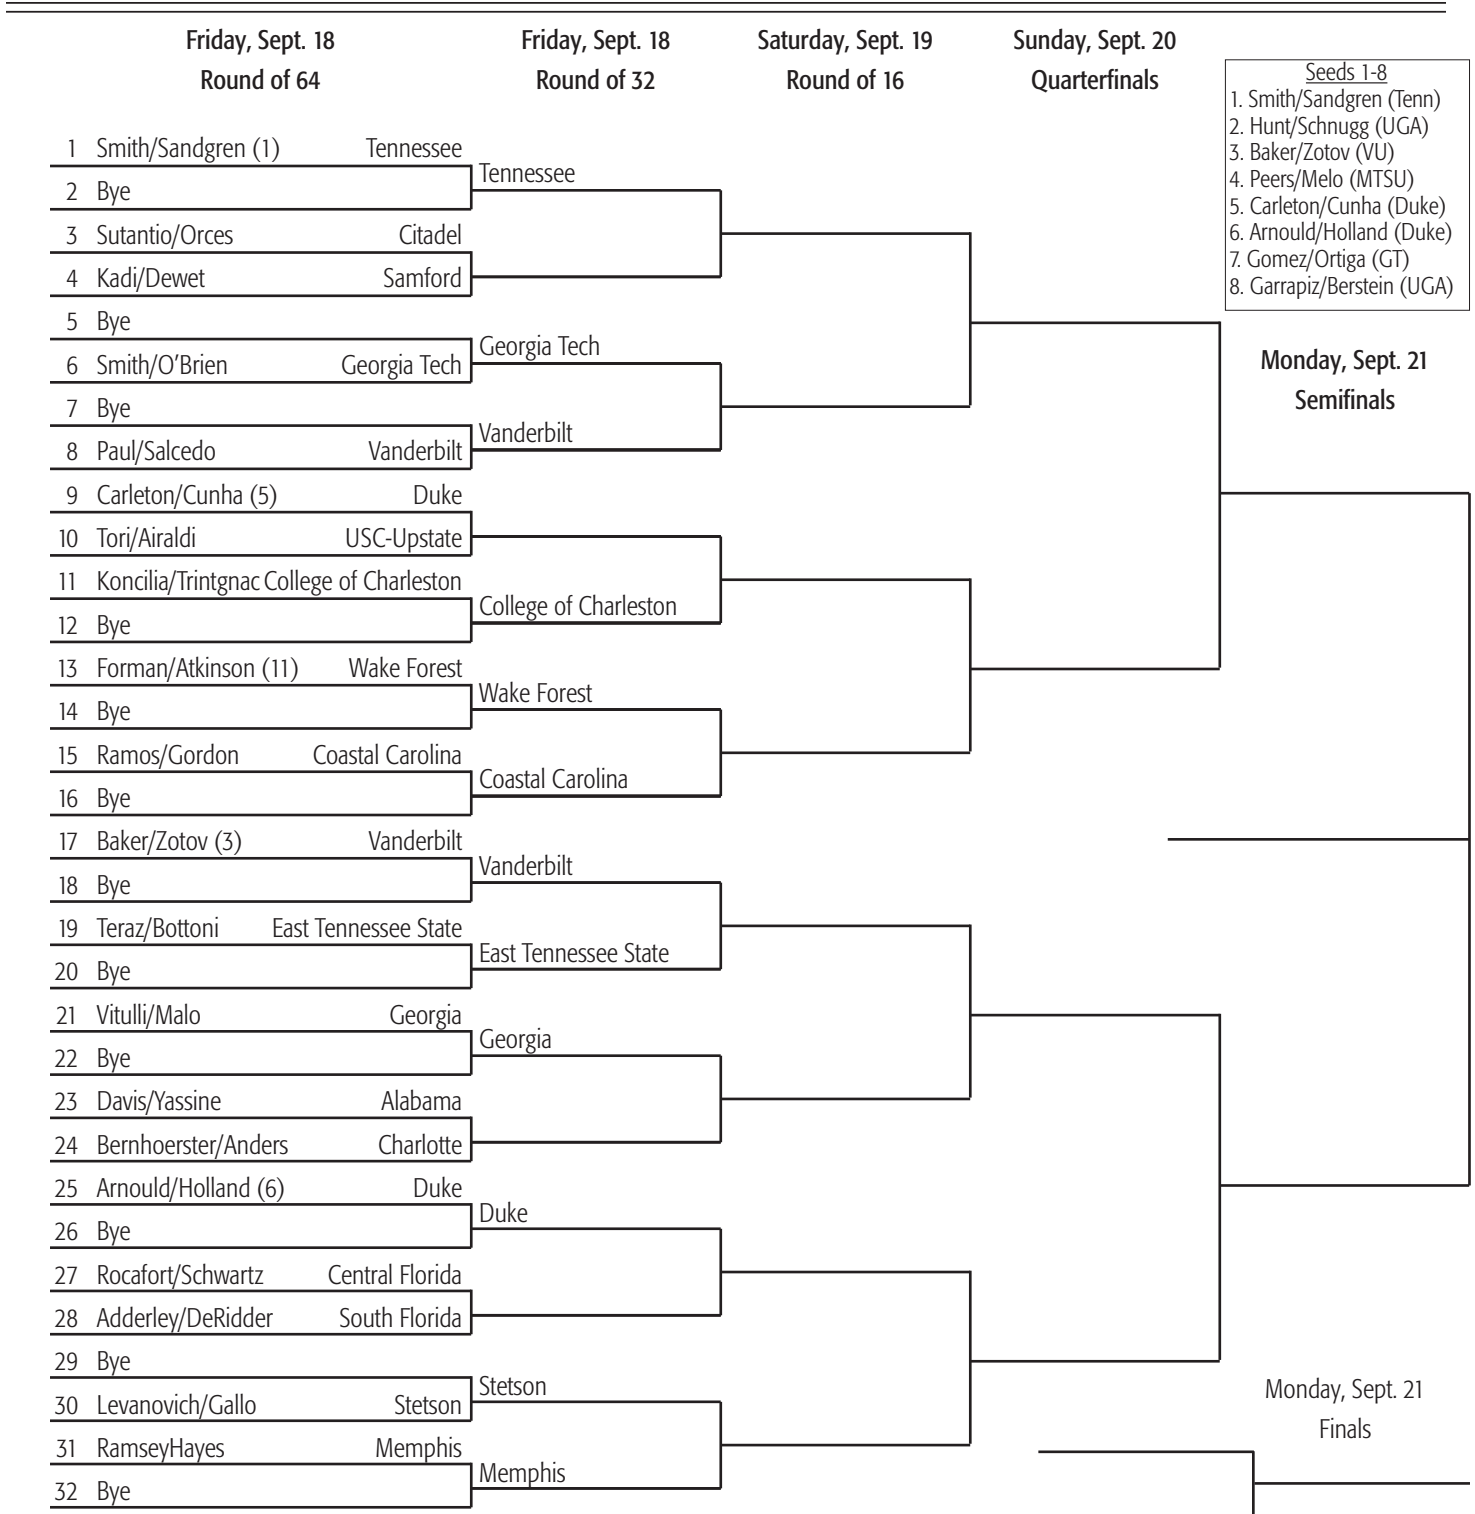 Friday, Sept. 18 Friday, Sept. 18 Saturday, Sept. 19 Sunday, Sept. 20
Round of 64 Round of 32 Round of 16 Quarterfinals
Seeds 1-8
1. Smith/Sandgren (Tenn)
2. Hunt/Schnugg (UGA)
3. Baker/Zotov (VU)
4. Peers/Melo (MTSU)
5. Carleton/Cunha (Duke)
6. Arnould/Holland (Duke)
7. Gomez/Ortiga (GT)
8. Garrapiz/Berstein (UGA)
1 Smith/Sandgren (1) Tennessee
Tennessee
2 Bye
3 Sutantio/Orces Citadel
4 Kadi/Dewet Samford
5 Bye
Georgia Tech
6 Smith/O'Brien Georgia Tech
Monday, Sept. 21
Semifinals
7 Bye
Vanderbilt
8 Paul/Salcedo Vanderbilt
9 Carleton/Cunha (5) Duke
10 Tori/Airaldi USC-Upstate
11 Koncilia/Trintgnac College of Charleston
College of Charleston
12 Bye
13 Forman/Atkinson (11) Wake Forest
Wake Forest
14 Bye
15 Ramos/Gordon Coastal Carolina
Coastal Carolina
16 Bye
17 Baker/Zotov (3) Vanderbilt
Vanderbilt
18 Bye
19 Teraz/Bottoni East Tennessee State
East Tennessee State
20 Bye
21 Vitulli/Malo Georgia
Georgia
22 Bye
23 Davis/Yassine Alabama
24 Bernhoerster/Anders Charlotte
25 Arnould/Holland (6) Duke
Duke
26 Bye
27 Rocafort/Schwartz Central Florida
28 Adderley/DeRidder South Florida
29 Bye
Stetson
30 Levanovich/Gallo Stetson
Monday, Sept. 21
Finals
31 RamseyHayes Memphis
Memphis
32 Bye